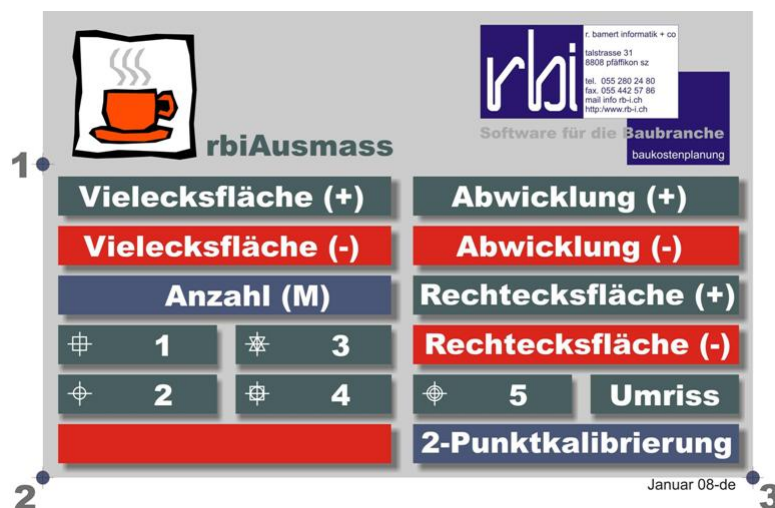 rbiAusmass
rbi
r. bamert informatik + co
talstrasse 31
8808 pfäffikon sz
tel. 055 280 24 80
fax. 055 442 57 86
mail info rb-i.ch
http:/www.rb-i.ch
Software für die Baubranche
baukostenplanung
1
Vielecksfläche (+)
Abwicklung (+)
Vielecksfläche (-)
Abwicklung (-)
Anzahl (M)
Rechtecksfläche (+)
1
3
Rechtecksfläche (-)
2
4
5
Umriss
2-Punktkalibrierung
2
Januar 08-de
3